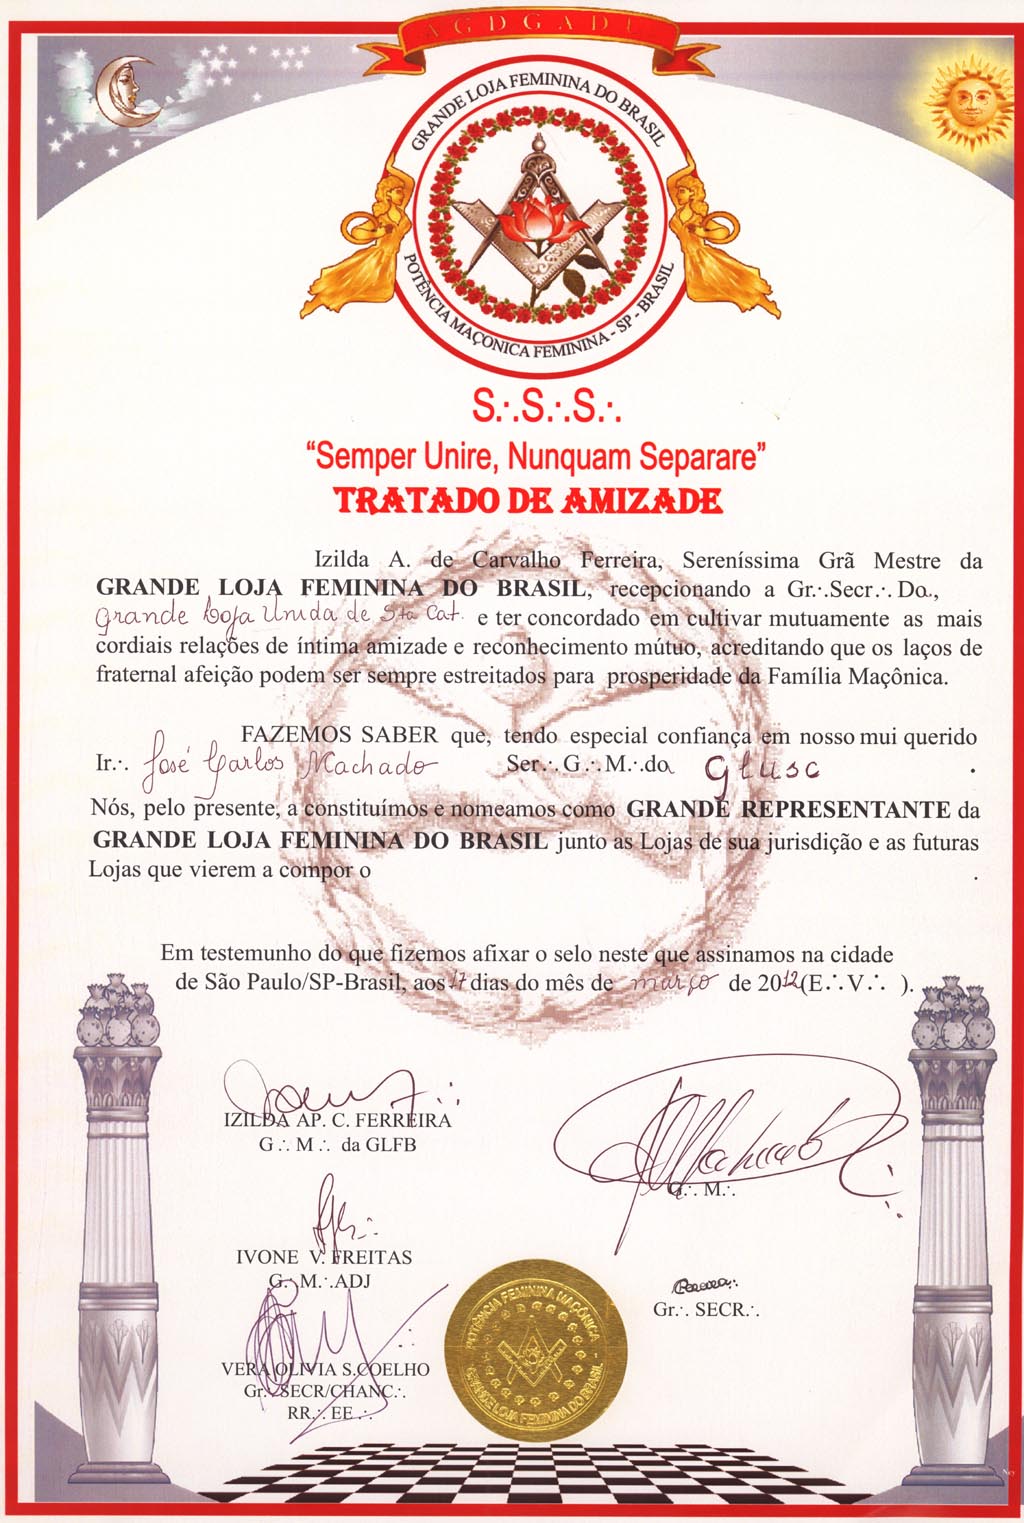 A G D G A D U
GRANDE LOJA FEMININA DO BRASIL
POTÊNCIA MAÇONICA FEMININA - SP - BRASIL
S∴S∴S∴
“Semper Unire, Nunquam Separare”
TRATADO DE AMIZADE
Izilda A. de Carvalho Ferreira, Sereníssima Grã Mestre da
GRANDE LOJA FEMININA DO BRASIL, recepcionando a Gr∴Secr∴Do.,
Grande Loja Unida de Sta Cat. e ter concordado em cultivar mutuamente as mais
cordiais relações de íntima amizade e reconhecimento mútuo, acreditando que os laços de
fraternal afeição podem ser sempre estreitados para prosperidade da Família Maçônica.
FAZEMOS SABER que, tendo especial confiança em nosso mui querido
Ir∴ José Carlos Machado Ser∴G∴M∴da GLUSC .
Nós, pelo presente, a constituímos e nomeamos como GRANDE REPRESENTANTE da
GRANDE LOJA FEMININA DO BRASIL junto as Lojas de sua jurisdição e as futuras
Lojas que vierem a compor o .
Em testemunho do que fizemos afixar o selo neste que assinamos na cidade
de São Paulo/SP-Brasil, aos 17 dias do mês de março de 2012(E∴V∴ ).
IZILDA AP. C. FERREIRA
G∴M∴ da GLFB
Machado
G∴M∴
IVONE V. FREITAS
G∴M∴ADJ
Gr∴ SECR∴
VERA OLIVIA S.COELHO
Gr∴SECR/CHANC∴
RR∴EE∴
POTÊNCIA FEMININA MAÇÔNICA
GRANDE LOJA FEMININA DO BRASIL
Ney